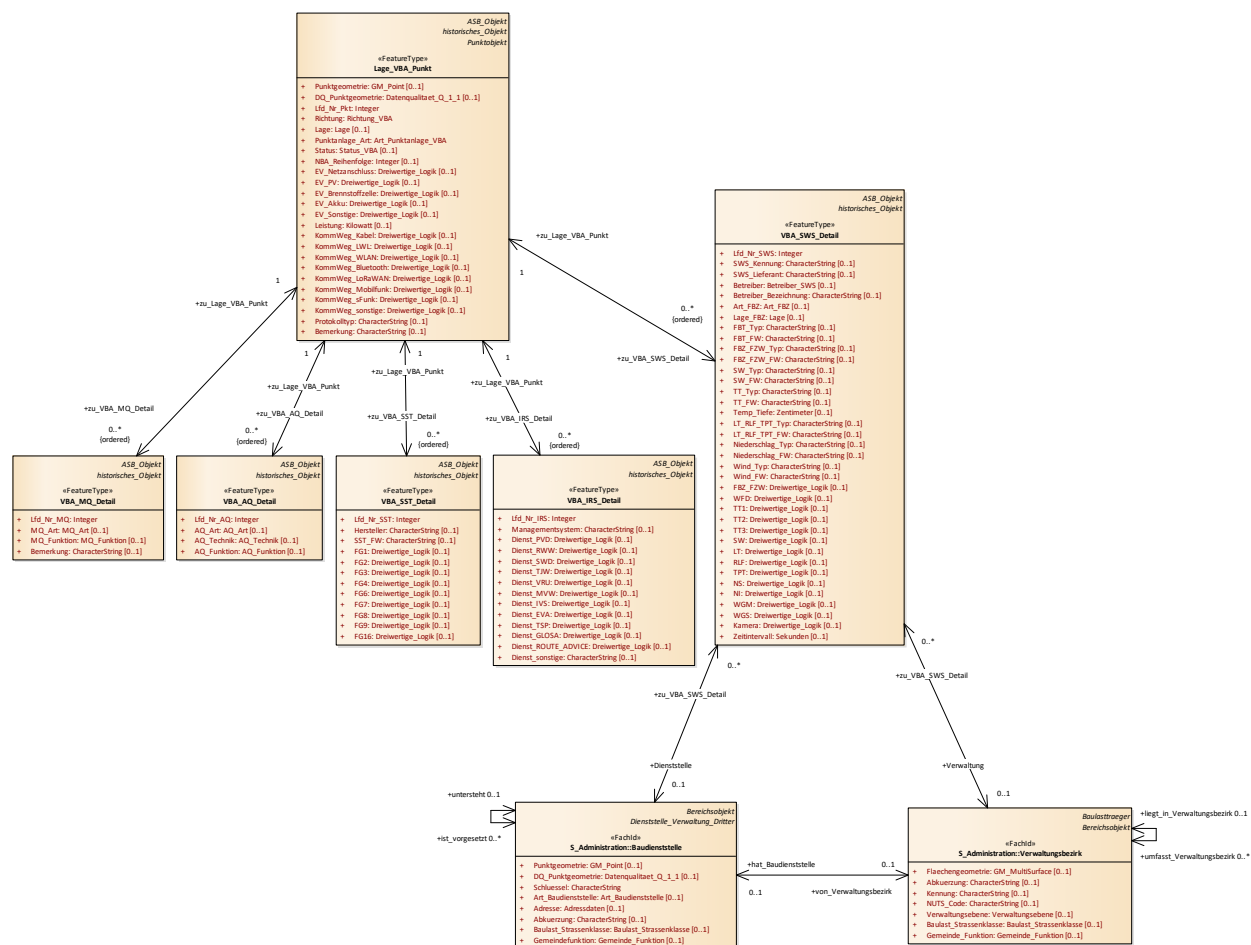 ASB_Objekt
historisches_Objekt
Punktobjekt
«FeatureType»
Lage_VBA_Punkt
+ Punktgeometrie: GM_Point [0..1]
+ DQ_Punktgeometrie: Datenqualitaet_Q_1_1 [0..1]
+ Lfd_Nr_Pkt: Integer
+ Richtung: Richtung_VBA
+ Lage: Lage [0..1]
+ Punktanlage_Art: Art_Punktanlage_VBA
+ Status: Status_VBA [0..1]
+ NBA_Reihenfolge: Integer [0..1]
+ EV_Netzanschluss: Dreiwertige_Logik [0..1]
+ EV_PV: Dreiwertige_Logik [0..1]
+ EV_Brennstoffzelle: Dreiwertige_Logik [0..1]
+ EV_Akku: Dreiwertige_Logik [0..1]
+ EV_Sonstige: Dreiwertige_Logik [0..1]
+ Leistung: Kilowatt [0..1]
+ KommWeg_Kabel: Dreiwertige_Logik [0..1]
+ KommWeg_LWL: Dreiwertige_Logik [0..1]
+ KommWeg_WLAN: Dreiwertige_Logik [0..1]
+ KommWeg_Bluetooth: Dreiwertige_Logik [0..1]
+ KommWeg_LoRaWAN: Dreiwertige_Logik [0..1]
+ KommWeg_Mobilfunk: Dreiwertige_Logik [0..1]
+ KommWeg_sFunk: Dreiwertige_Logik [0..1]
+ KommWeg_sonstige: Dreiwertige_Logik [0..1]
+ Protokolltyp: CharacterString [0..1]
+ Bemerkung: CharacterString [0..1]
ASB_Objekt
historisches_Objekt
«FeatureType»
VBA_SWS_Detail
+ Lfd_Nr_SWS: Integer
+ SWS_Kennung: CharacterString [0..1]
+ SWS_Lieferant: CharacterString [0..1]
+ Betreiber: Betreiber_SWS [0..1]
+ Betreiber_Bezeichnung: CharacterString [0..1]
+ Art_FBZ: Art_FBZ [0..1]
+ Lage_FBZ: Lage [0..1]
+ FBT_Typ: CharacterString [0..1]
+ FBT_FW: CharacterString [0..1]
+ FBZ_FZW_Typ: CharacterString [0..1]
+ FBZ_FZW_FW: CharacterString [0..1]
+ SW_Typ: CharacterString [0..1]
+ SW_FW: CharacterString [0..1]
+ TT_Typ: CharacterString [0..1]
+ TT_FW: CharacterString [0..1]
+ Temp_Tiefe: Zentimeter [0..1]
+ LT_RLF_TPT_Typ: CharacterString [0..1]
+ LT_RLF_TPT_FW: CharacterString [0..1]
+ Niederschlag_Typ: CharacterString [0..1]
+ Niederschlag_FW: CharacterString [0..1]
+ Wind_Typ: CharacterString [0..1]
+ Wind_FW: CharacterString [0..1]
+ FBZ_FZW: Dreiwertige_Logik [0..1]
+ WFD: Dreiwertige_Logik [0..1]
+ TT1: Dreiwertige_Logik [0..1]
+ TT2: Dreiwertige_Logik [0..1]
+ TT3: Dreiwertige_Logik [0..1]
+ SW: Dreiwertige_Logik [0..1]
+ LT: Dreiwertige_Logik [0..1]
+ RLF: Dreiwertige_Logik [0..1]
+ TPT: Dreiwertige_Logik [0..1]
+ NS: Dreiwertige_Logik [0..1]
+ NI: Dreiwertige_Logik [0..1]
+ WGM: Dreiwertige_Logik [0..1]
+ WGS: Dreiwertige_Logik [0..1]
+ Kamera: Dreiwertige_Logik [0..1]
+ Zeitintervall: Sekunden [0..1]
+zu_Lage_VBA_Punkt
1
0..*
{ordered}
+zu_VBA_SWS_Detail
1
+zu_Lage_VBA_Punkt
+zu_VBA_MQ_Detail
0..*
{ordered}
1
+zu_Lage_VBA_Punkt
+zu_VBA_AQ_Detail
0..*
{ordered}
1
+zu_Lage_VBA_Punkt
+zu_VBA_SST_Detail
0..*
{ordered}
1
+zu_Lage_VBA_Punkt
+zu_VBA_IRS_Detail
0..*
{ordered}
ASB_Objekt
historisches_Objekt
«FeatureType»
VBA_MQ_Detail
+ Lfd_Nr_MQ: Integer
+ MQ_Art: MQ_Art [0..1]
+ MQ_Funktion: MQ_Funktion [0..1]
+ Bemerkung: CharacterString [0..1]
ASB_Objekt
historisches_Objekt
«FeatureType»
VBA_AQ_Detail
+ Lfd_Nr_AQ: Integer
+ AQ_Art: AQ_Art [0..1]
+ AQ_Technik: AQ_Technik [0..1]
+ AQ_Funktion: AQ_Funktion [0..1]
ASB_Objekt
historisches_Objekt
«FeatureType»
VBA_SST_Detail
+ Lfd_Nr_SST: Integer
+ Hersteller: CharacterString [0..1]
+ SST_FW: CharacterString [0..1]
+ FG1: Dreiwertige_Logik [0..1]
+ FG2: Dreiwertige_Logik [0..1]
+ FG3: Dreiwertige_Logik [0..1]
+ FG4: Dreiwertige_Logik [0..1]
+ FG6: Dreiwertige_Logik [0..1]
+ FG7: Dreiwertige_Logik [0..1]
+ FG8: Dreiwertige_Logik [0..1]
+ FG9: Dreiwertige_Logik [0..1]
+ FG16: Dreiwertige_Logik [0..1]
ASB_Objekt
historisches_Objekt
«FeatureType»
VBA_IRS_Detail
+ Lfd_Nr_IRS: Integer
+ Managementsystem: CharacterString [0..1]
+ Dienst_PVD: Dreiwertige_Logik [0..1]
+ Dienst_RWW: Dreiwertige_Logik [0..1]
+ Dienst_SWD: Dreiwertige_Logik [0..1]
+ Dienst_TJW: Dreiwertige_Logik [0..1]
+ Dienst_VRU: Dreiwertige_Logik [0..1]
+ Dienst_MVW: Dreiwertige_Logik [0..1]
+ Dienst_IVS: Dreiwertige_Logik [0..1]
+ Dienst_EVA: Dreiwertige_Logik [0..1]
+ Dienst_TSP: Dreiwertige_Logik [0..1]
+ Dienst_GLOSA: Dreiwertige_Logik [0..1]
+ Dienst_ROUTE_ADVICE: Dreiwertige_Logik [0..1]
+ Dienst_sonstige: CharacterString [0..1]
0..*
+zu_VBA_SWS_Detail
+Dienststelle
0..1
0..*
+zu_VBA_SWS_Detail
+Verwaltung
0..1
+untersteht 0..1
+ist_vorgesetzt 0..*
Bereichsobjekt
Dienststelle_Verwaltung_Dritter
«FachId»
S_Administration::Baudienststelle
+ Punktgeometrie: GM_Point [0..1]
+ DQ_Punktgeometrie: Datenqualitaet_Q_1_1 [0..1]
+ Schluessel: CharacterString
+ Art_Baudienststelle: Art_Baudienststelle [0..1]
+ Adresse: Adressdaten [0..1]
+ Abkuerzung: CharacterString [0..1]
+ Baulast_Strassenklasse: Baulast_Strassenklasse [0..1]
+ Gemeindefunktion: Gemeinde_Funktion [0..1]
+hat_Baudienststelle
0..1
0..1
+von_Verwaltungsbezirk
Baulasttraeger
Bereichsobjekt
«FachId»
S_Administration::Verwaltungsbezirk
+ Flaechengeometrie: GM_MultiSurface [0..1]
+ Abkuerzung: CharacterString [0..1]
+ Kennung: CharacterString [0..1]
+ NUTS_Code: CharacterString [0..1]
+ Verwaltungsebene: Verwaltungsebene [0..1]
+ Baulast_Strassenklasse: Baulast_Strassenklasse [0..1]
+ Gemeinde_Funktion: Gemeinde_Funktion [0..1]
+liegt_in_Verwaltungsbezirk 0..1
+umfasst_Verwaltungsbezirk 0..*